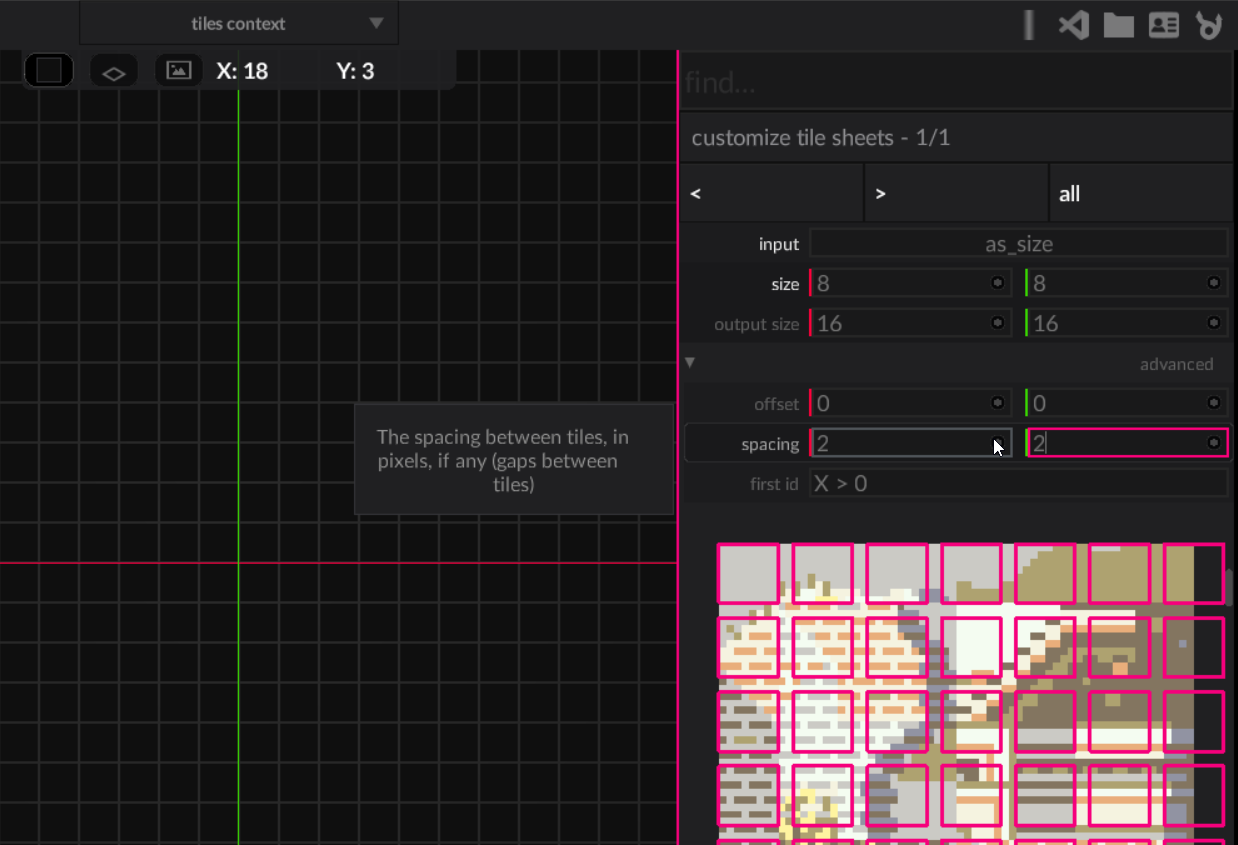 tiles context
X: 18 Y: 3
find...
customize tile sheets - 1/1
< > all
input as_size
size 8 8
output size 16 16
advanced
offset 0 0
spacing 2 2
The spacing between tiles, in
pixels, if any (gaps between
tiles)
first id X > 0